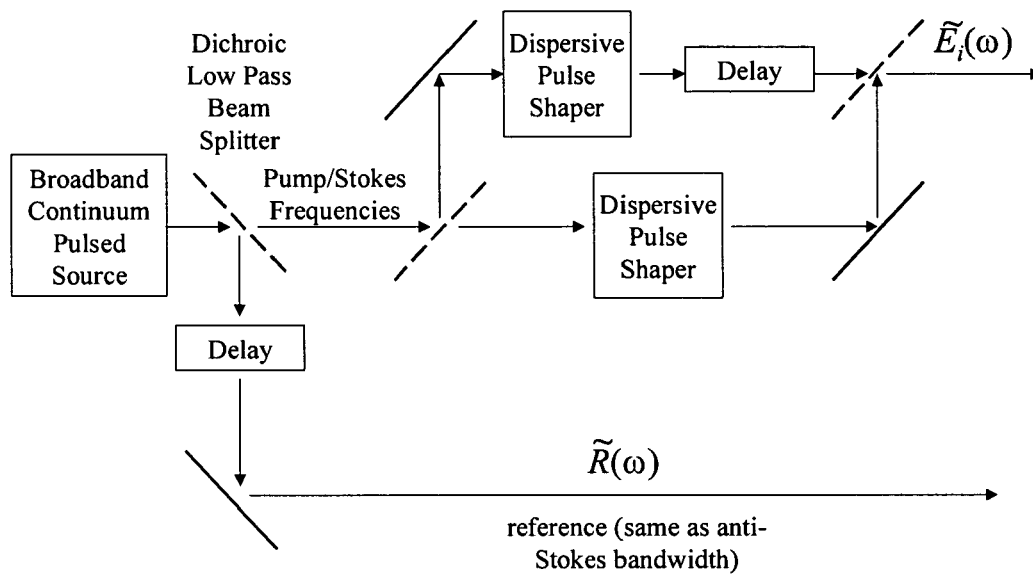 Dichroic
Low Pass
Beam
Splitter
Broadband
Continuum
Pulsed
Source
Pump/Stokes
Frequencies
Dispersive
Pulse
Shaper
Delay
Ẽᵢ(ω)
Dispersive
Pulse
Shaper
Delay
R̃(ω)
reference (same as anti-
Stokes bandwidth)